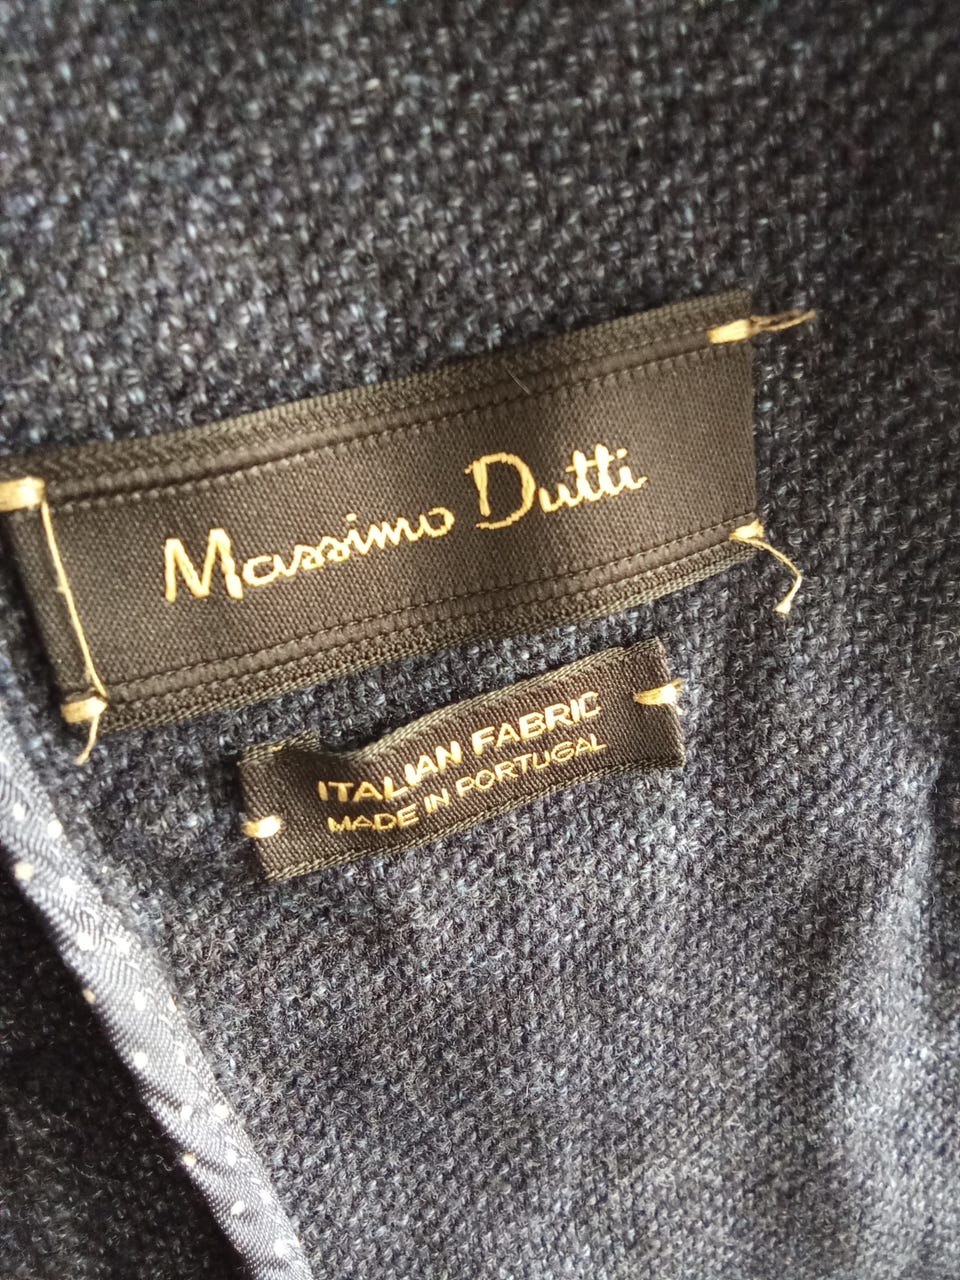 Massimo Dutti
ITALIAN FABRIC
MADE IN PORTUGAL